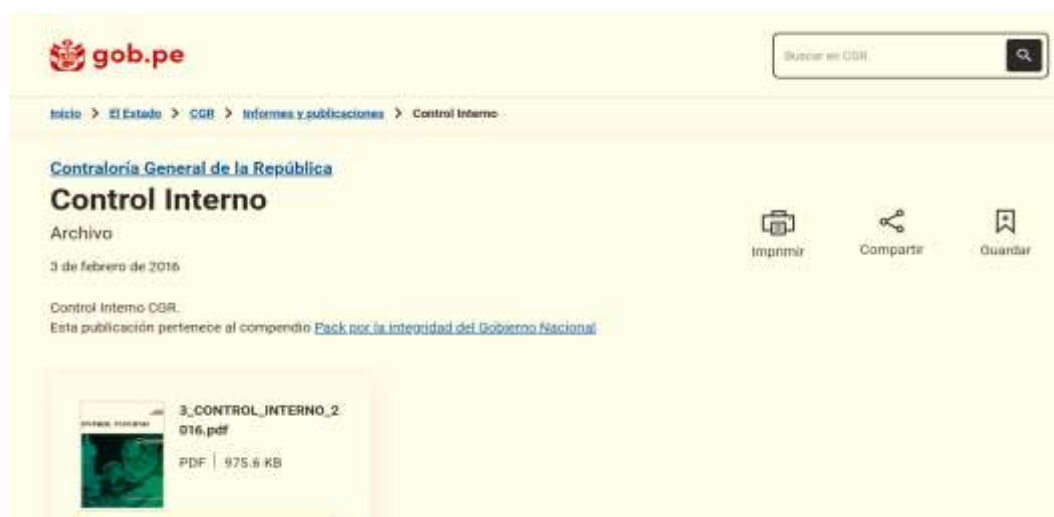 gob.pe
Buscar en CGR
Inicio > El Estado > CGR > Informes y publicaciones > Control Interno
Contraloría General de la República
Control Interno
Archivo
3 de febrero de 2016
Imprimir
Compartir
Guardar
Control Interno CGR.
Esta publicación pertenece al compendio Pack por la integridad del Gobierno Nacional
3_CONTROL_INTERNO_2
016.pdf
PDF | 975.6 KB
CONTROL INTERNO